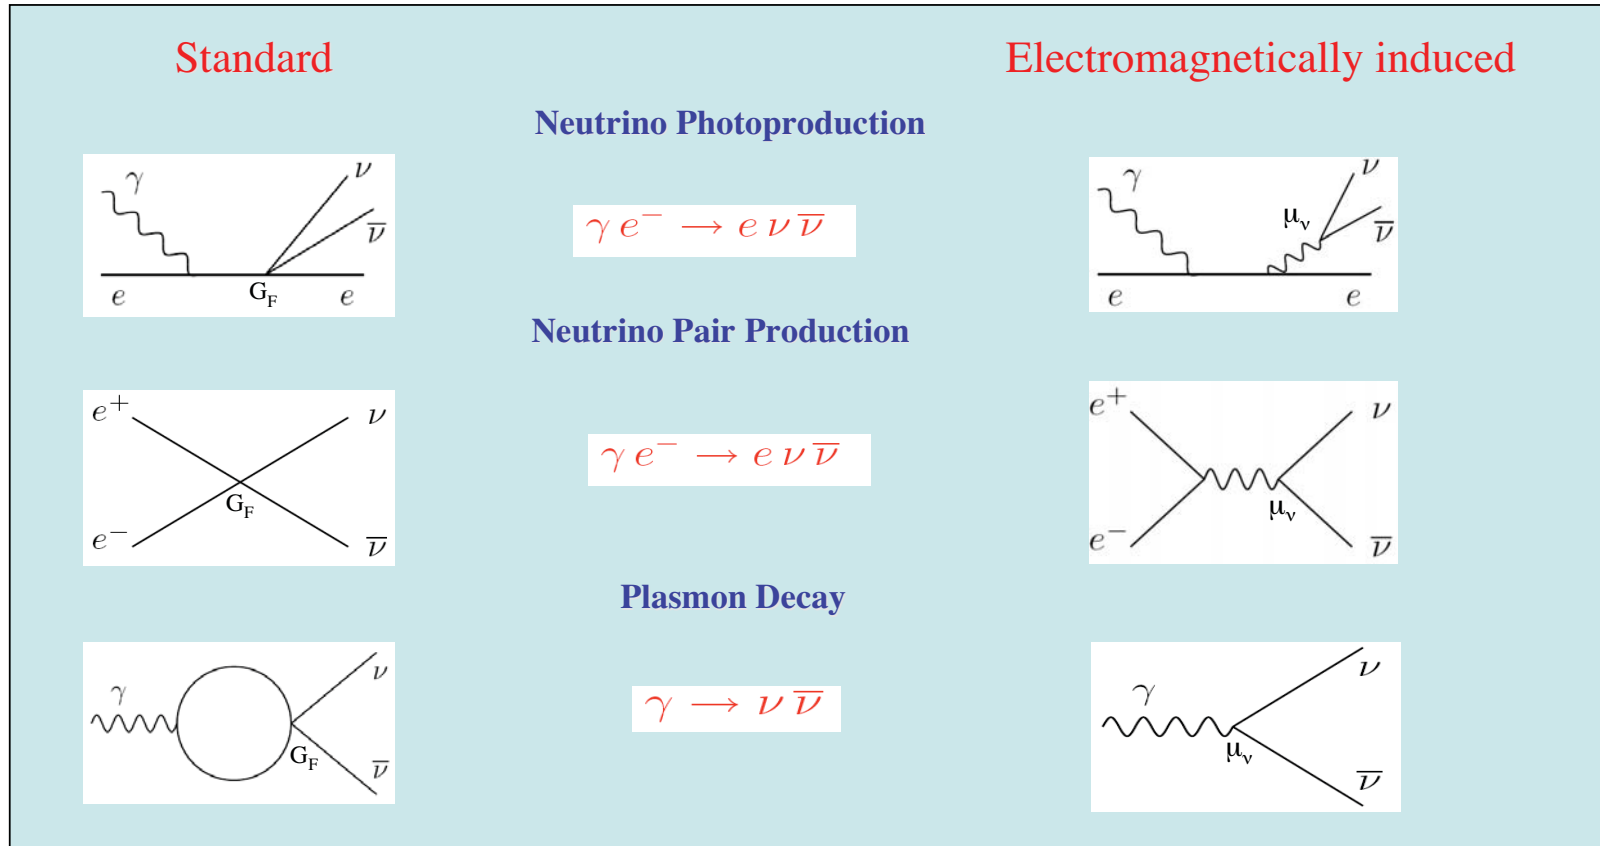 Standard
Electromagnetically induced
Neutrino Photoproduction
γ
ν
ν̅
e
G_F
e
γ e⁻ → e ν ν̅
γ
ν
μ_ν
ν̅
e
e
Neutrino Pair Production
e⁺
ν
G_F
e⁻
ν̅
γ e⁻ → e ν ν̅
e⁺
ν
μ_ν
e⁻
ν̅
Plasmon Decay
γ
ν
G_F
ν̅
γ → ν ν̅
γ
ν
μ_ν
ν̅